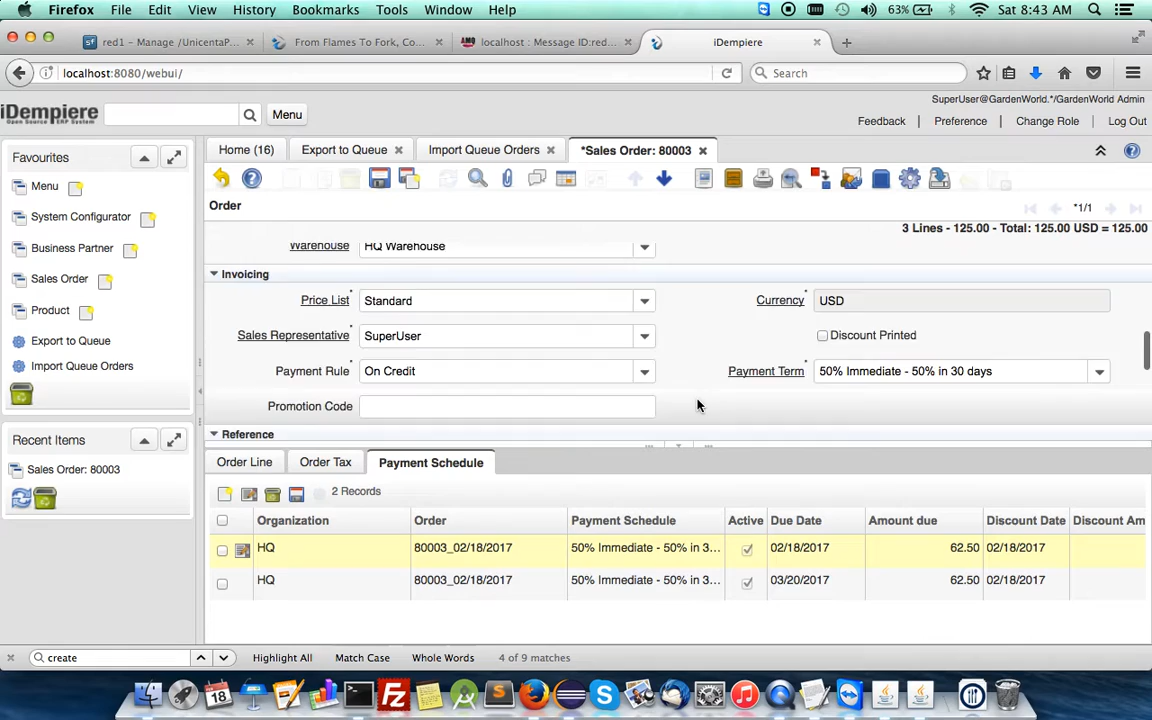 Firefox File Edit View History Bookmarks Tools Window Help 63% Sat 8:43 AM
red1 - Manage /UnicentaP... From Flames To Fork, Co... localhost : Message ID:red... iDempiere
localhost:8080/webui/ Search
SuperUser@GardenWorld.*/GardenWorld Admin
iDempiere Menu
Open Source ERP System
Feedback Preference Change Role Log Out
Favourites Home (16) Export to Queue Import Queue Orders *Sales Order: 80003
Menu
System Configurator
Business Partner
Sales Order
Product
Export to Queue
Import Queue Orders
Recent Items
Sales Order: 80003
Order *1/1
3 Lines - 125.00 - Total: 125.00 USD = 125.00
Warehouse HQ Warehouse
Invoicing
Price List * Standard Currency * USD
Sales Representative * SuperUser Discount Printed
Payment Rule * On Credit Payment Term * 50% Immediate - 50% in 30 days
Promotion Code
Reference
Order Line Order Tax Payment Schedule
2 Records
Organization Order Payment Schedule Active Due Date Amount due Discount Date Discount Am
HQ 80003_02/18/2017 50% Immediate - 50% in 3... 02/18/2017 62.50 02/18/2017
HQ 80003_02/18/2017 50% Immediate - 50% in 3... 03/20/2017 62.50 02/18/2017
create Highlight All Match Case Whole Words 4 of 9 matches